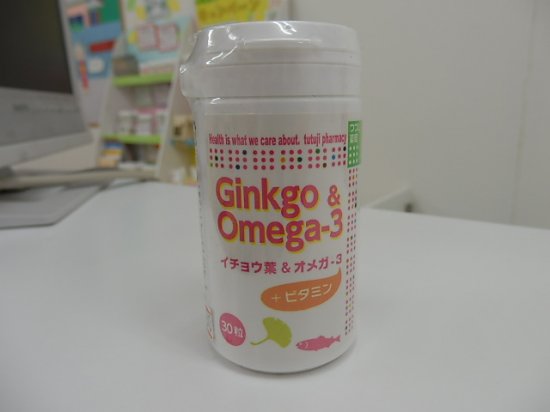 Health is what we care about. tutuji pharmacy
Ginkgo &
Omega-3
イチョウ葉 & オメガ-3
+ ビタミン
30粒